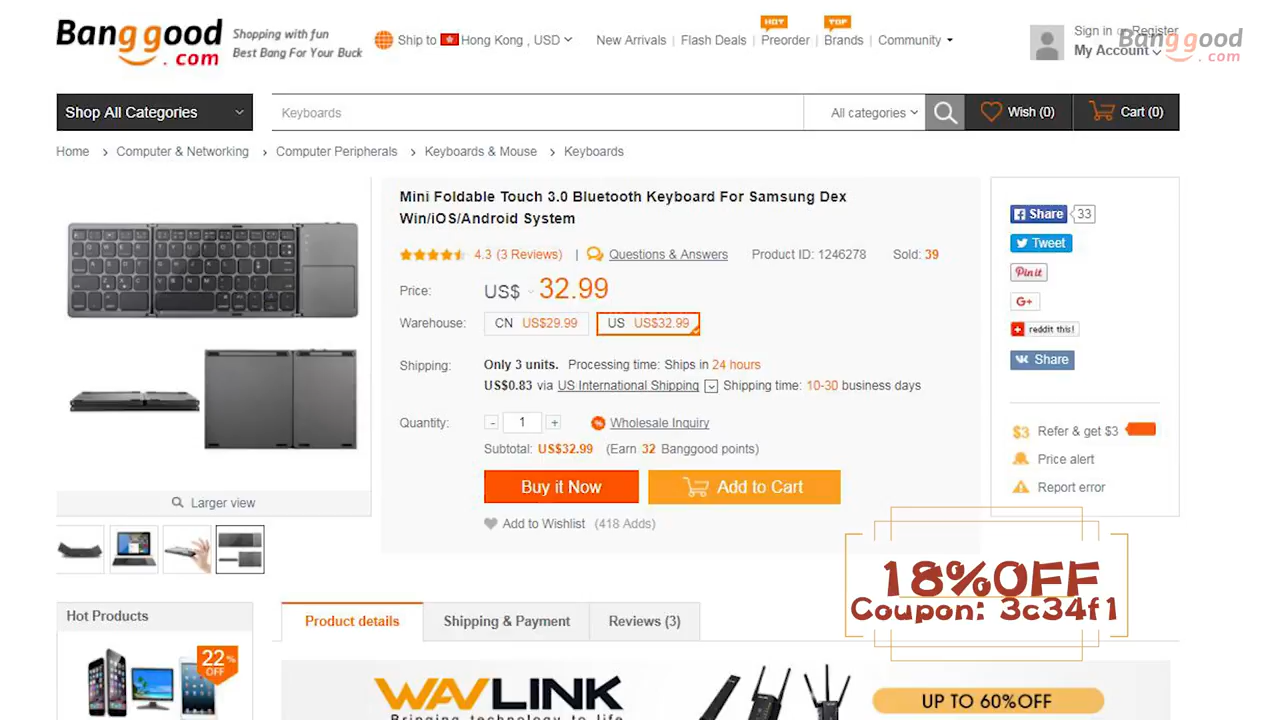 Banggood
.com
Shopping with fun
Best Bang For Your Buck
Ship to Hong Kong , USD
New Arrivals | Flash Deals | Preorder | Brands | Community
HOT
TOP
Sign in or Register
My Account
Banggood
.com
Shop All Categories
Keyboards
All categories
Wish (0)
Cart (0)
Home > Computer & Networking > Computer Peripherals > Keyboards & Mouse > Keyboards
Mini Foldable Touch 3.0 Bluetooth Keyboard For Samsung Dex
Win/iOS/Android System
4.3 (3 Reviews) | Questions & Answers Product ID: 1246278 Sold: 39
Price: US$ 32.99
Warehouse: CN US$29.99 US US$32.99
Shipping: Only 3 units. Processing time: Ships in 24 hours
US$0.83 via US International Shipping Shipping time: 10-30 business days
Quantity: - 1 + Wholesale Inquiry
Subtotal: US$32.99 (Earn 32 Banggood points)
Buy it Now
Add to Cart
Add to Wishlist (418 Adds)
Larger view
Share 33
Tweet
Pin it
G+
reddit this!
Share
$3 Refer & get $3
Price alert
Report error
18%OFF
Coupon: 3c34f1
Hot Products
22%
OFF
Product details
Shipping & Payment
Reviews (3)
WAVLINK
Bringing technology to life
UP TO 60%OFF